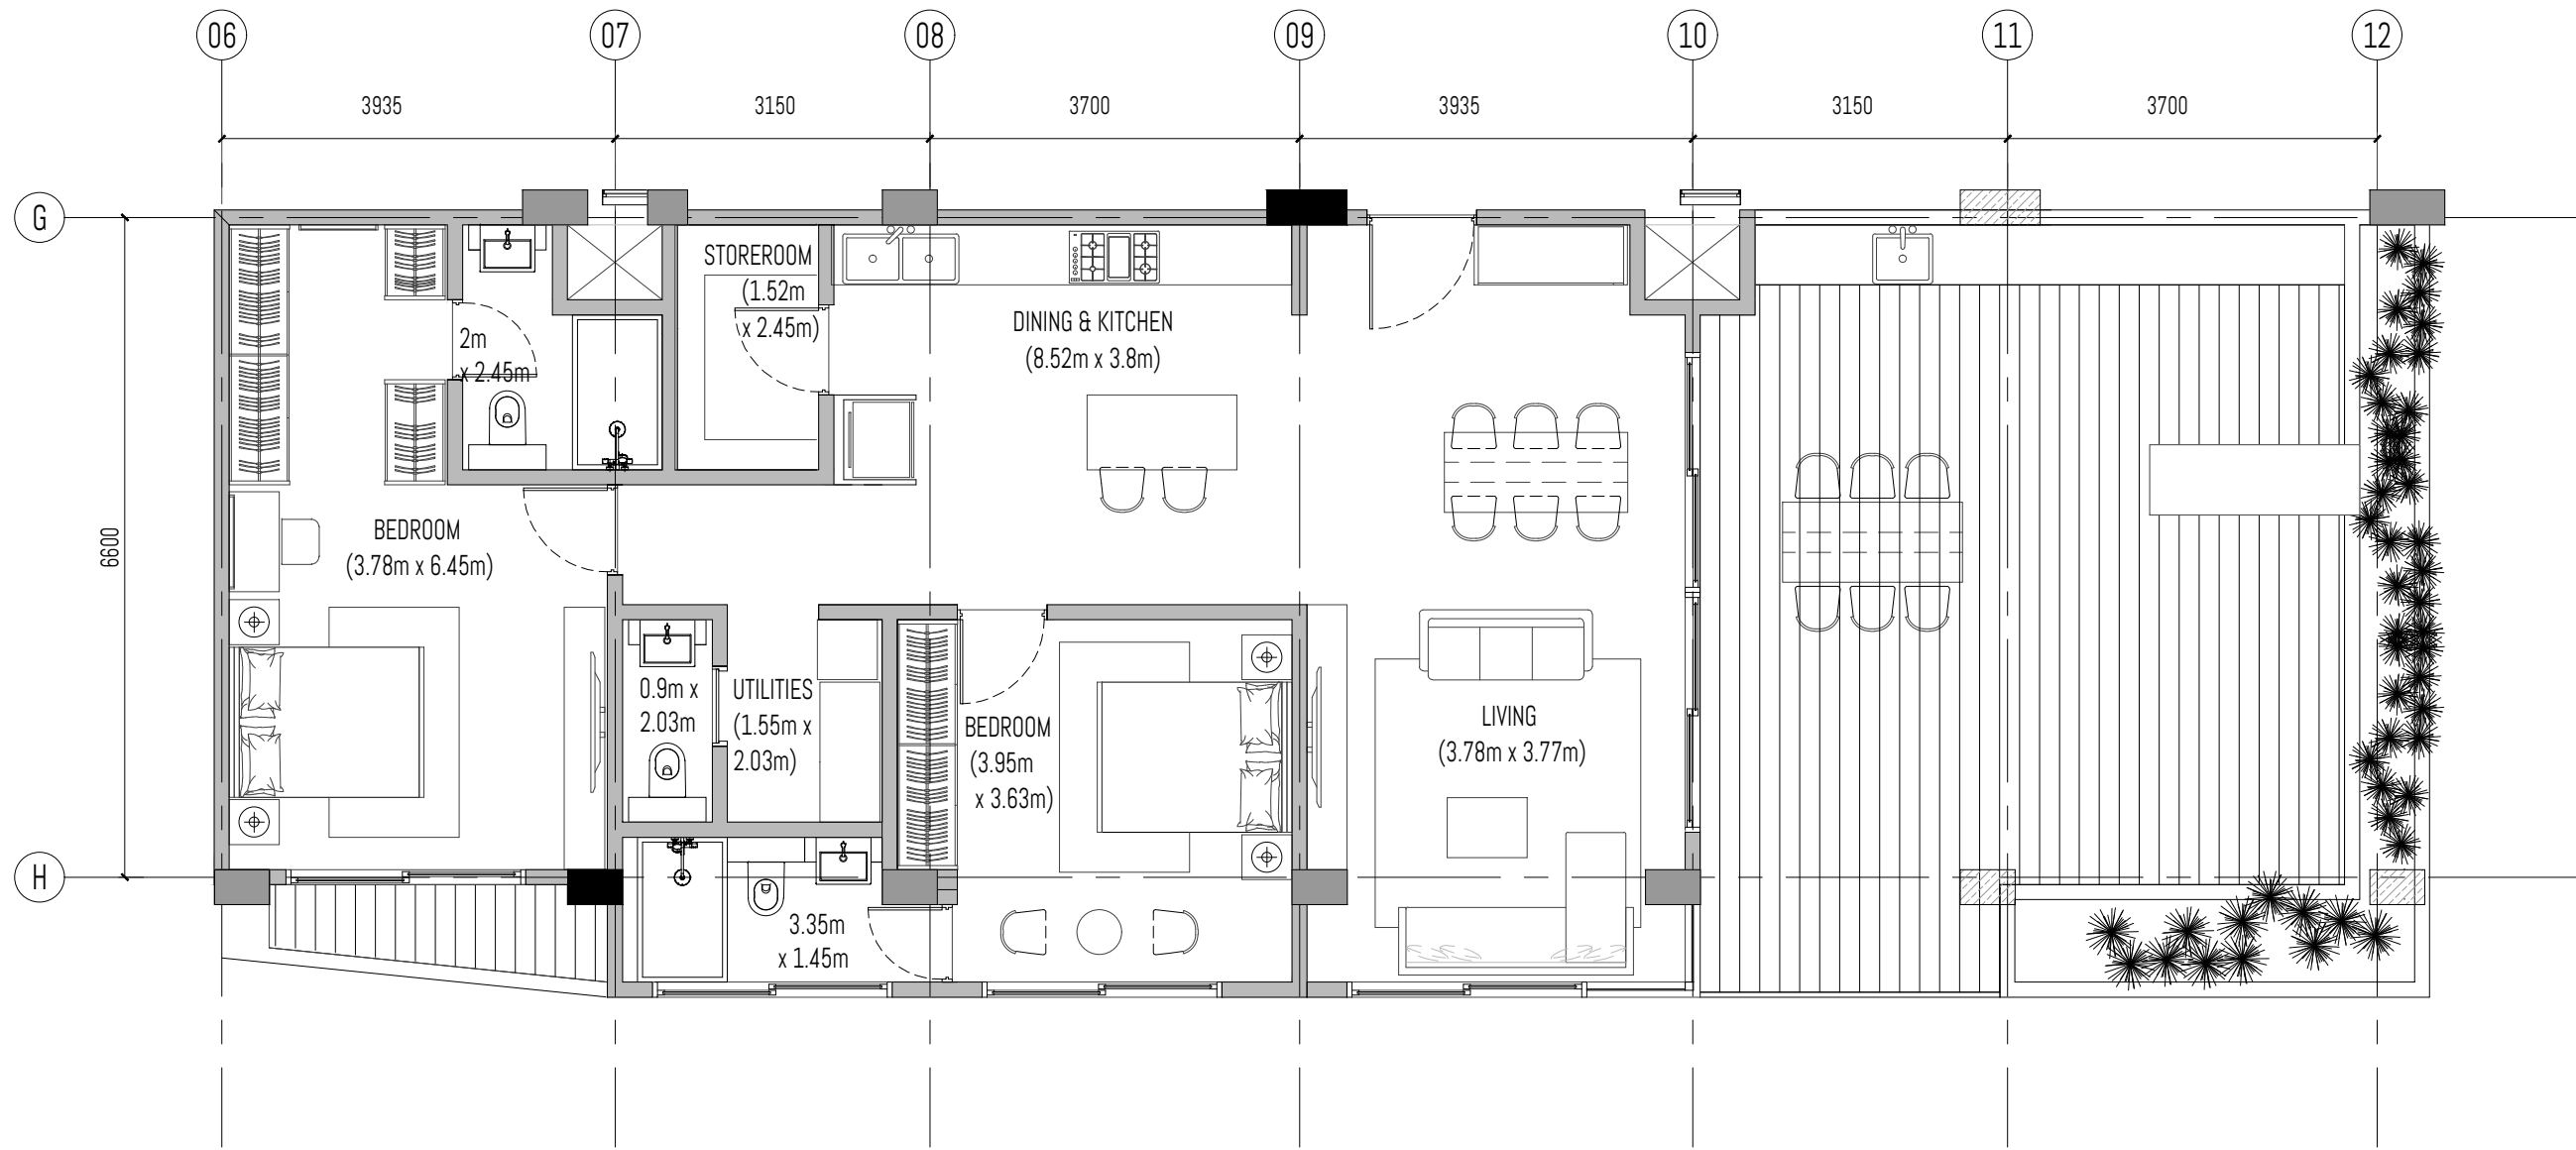 06 07 08 09 10 11 12
3935 3150 3700 3935 3150 3700
G
STOREROOM
(1.52m
x 2.45m)
2m
x 2.45m
DINING & KITCHEN
(8.52m x 3.8m)
6600
BEDROOM
(3.78m x 6.45m)
0.9m x
2.03m
UTILITIES
(1.55m x
2.03m)
BEDROOM
(3.95m
x 3.63m)
LIVING
(3.78m x 3.77m)
H
3.35m
x 1.45m